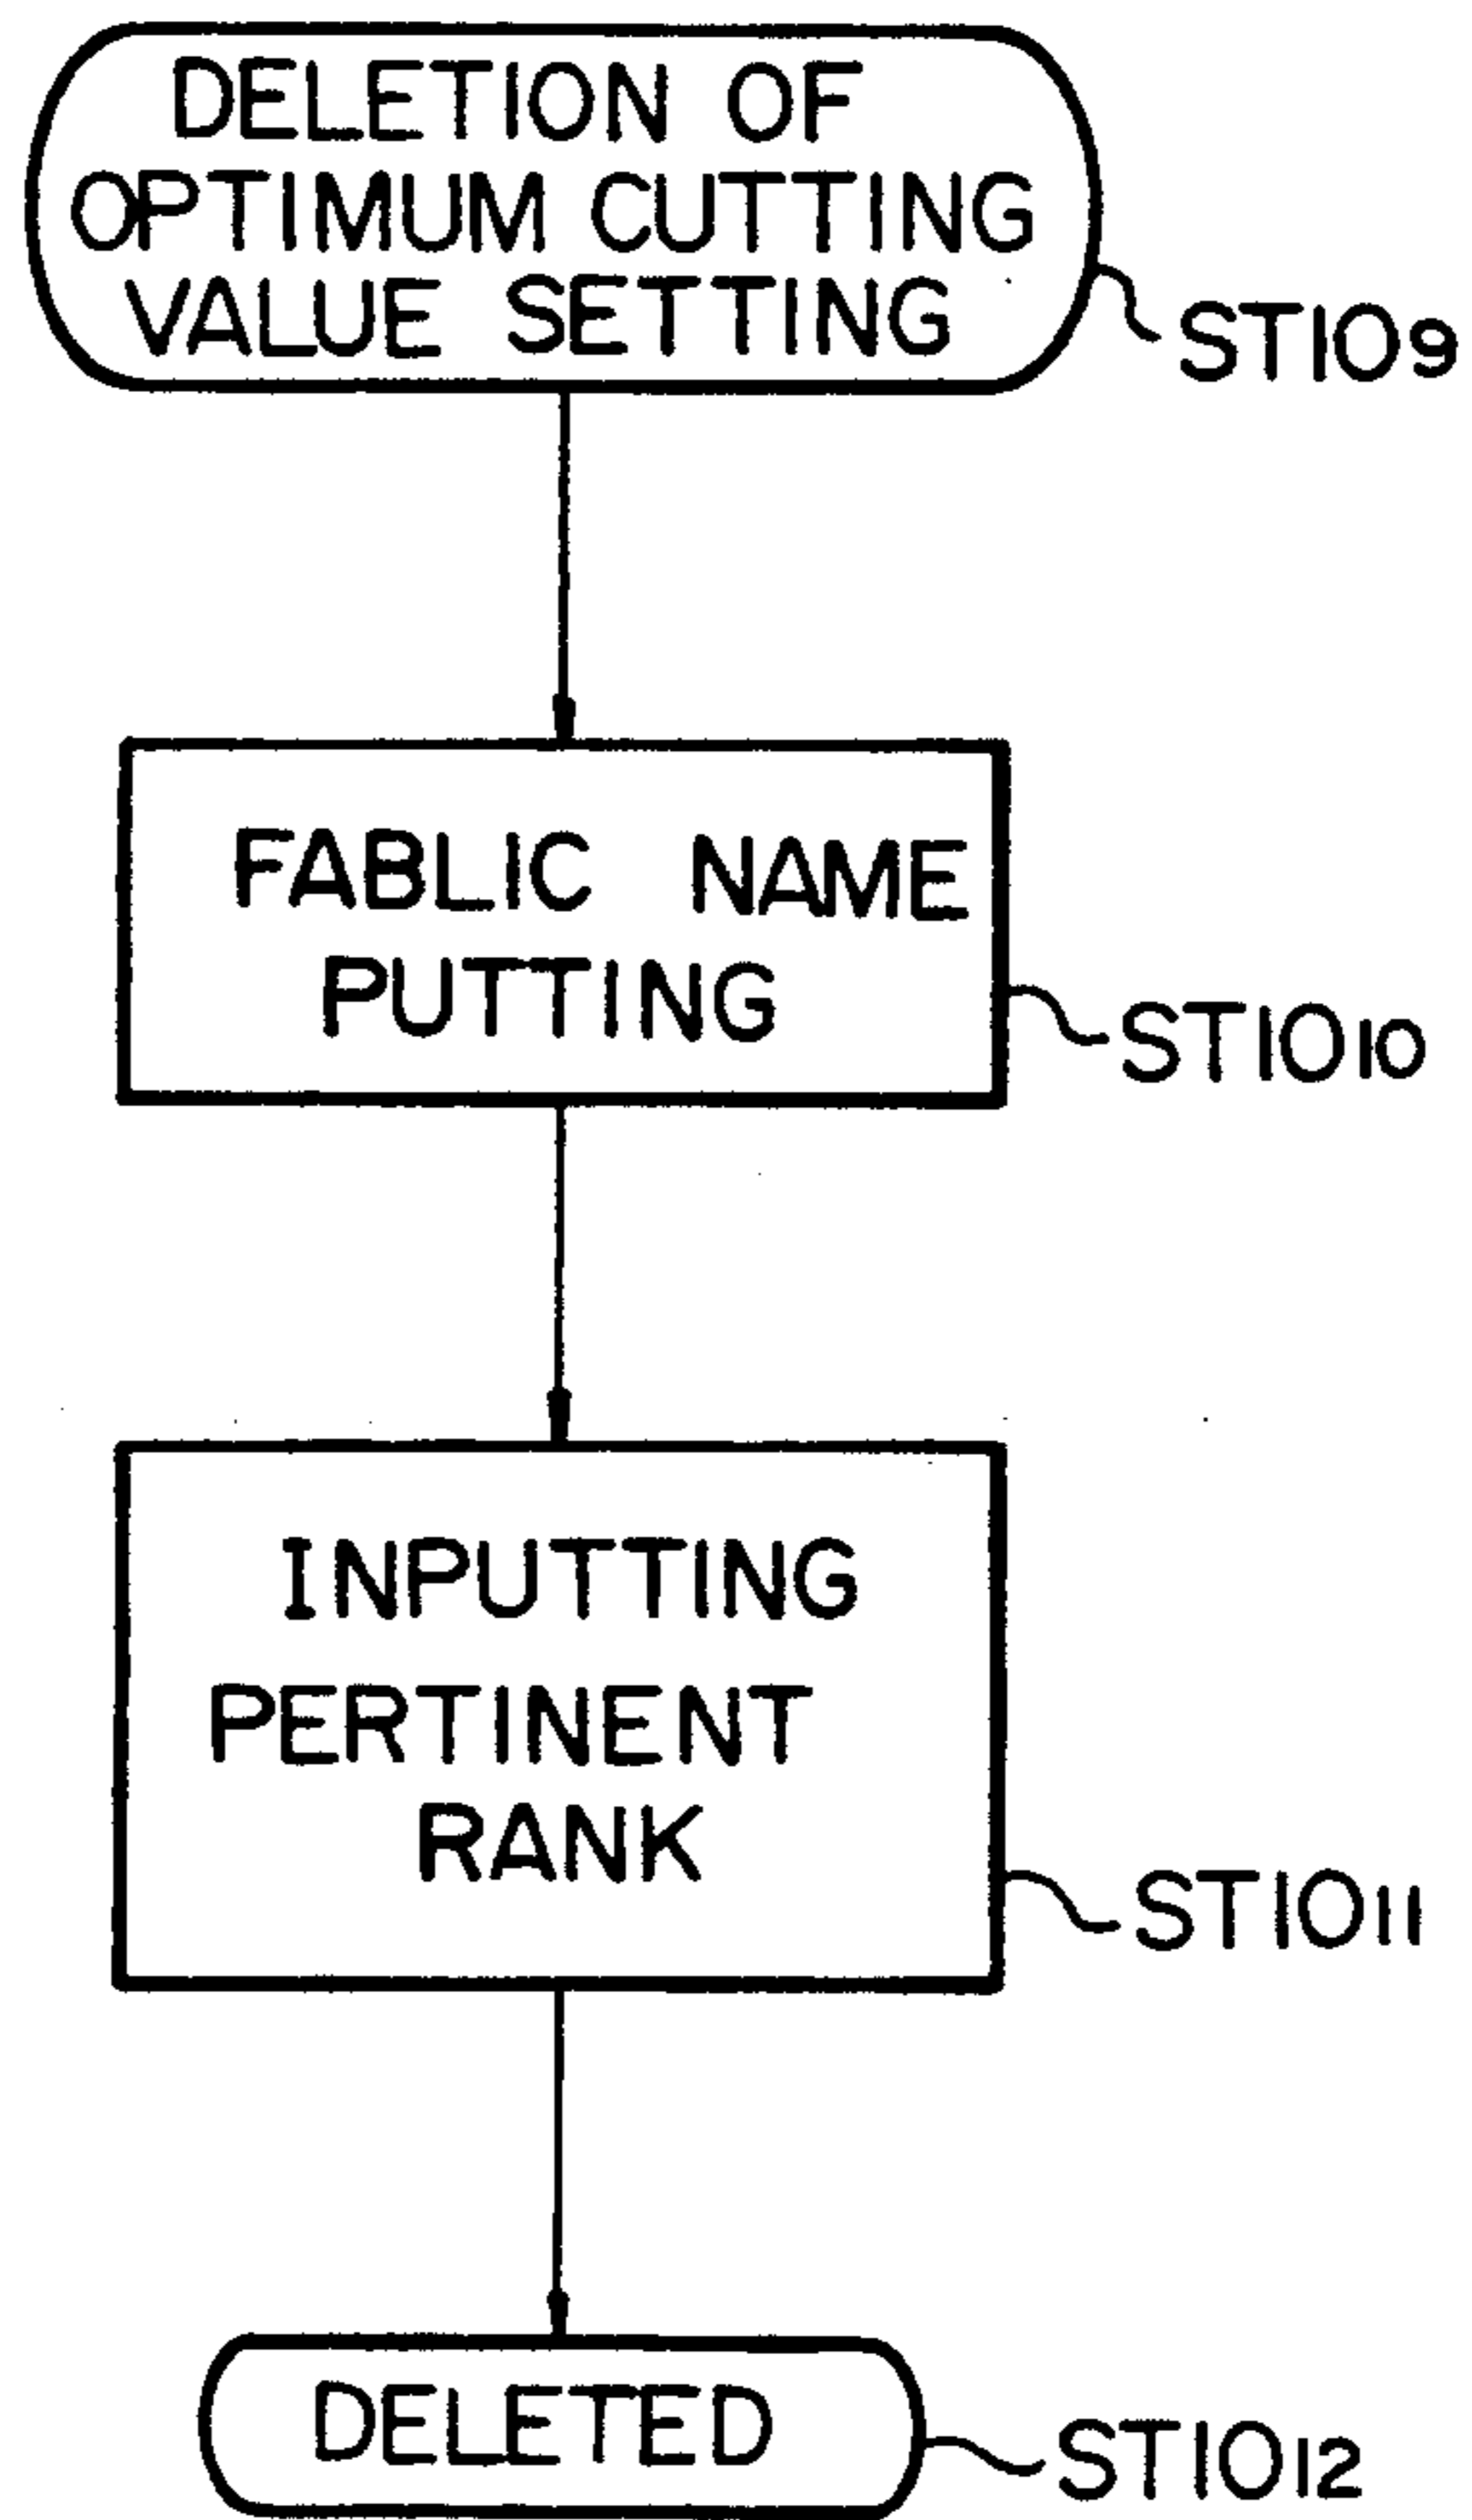 DELETION OF
OPTIMUM CUTTING
VALUE SETTING
ST109
FABLIC NAME
PUTTING
ST1010
INPUTTING
PERTINENT
RANK
ST1011
DELETED
ST1012